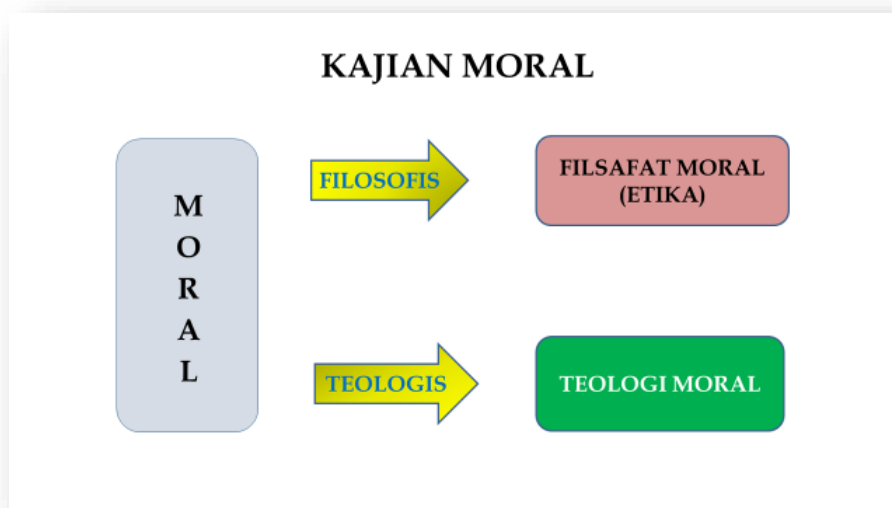 KAJIAN MORAL
M
O
R
A
L
FILOSOFIS
FILSAFAT MORAL
(ETIKA)
TEOLOGIS
TEOLOGI MORAL